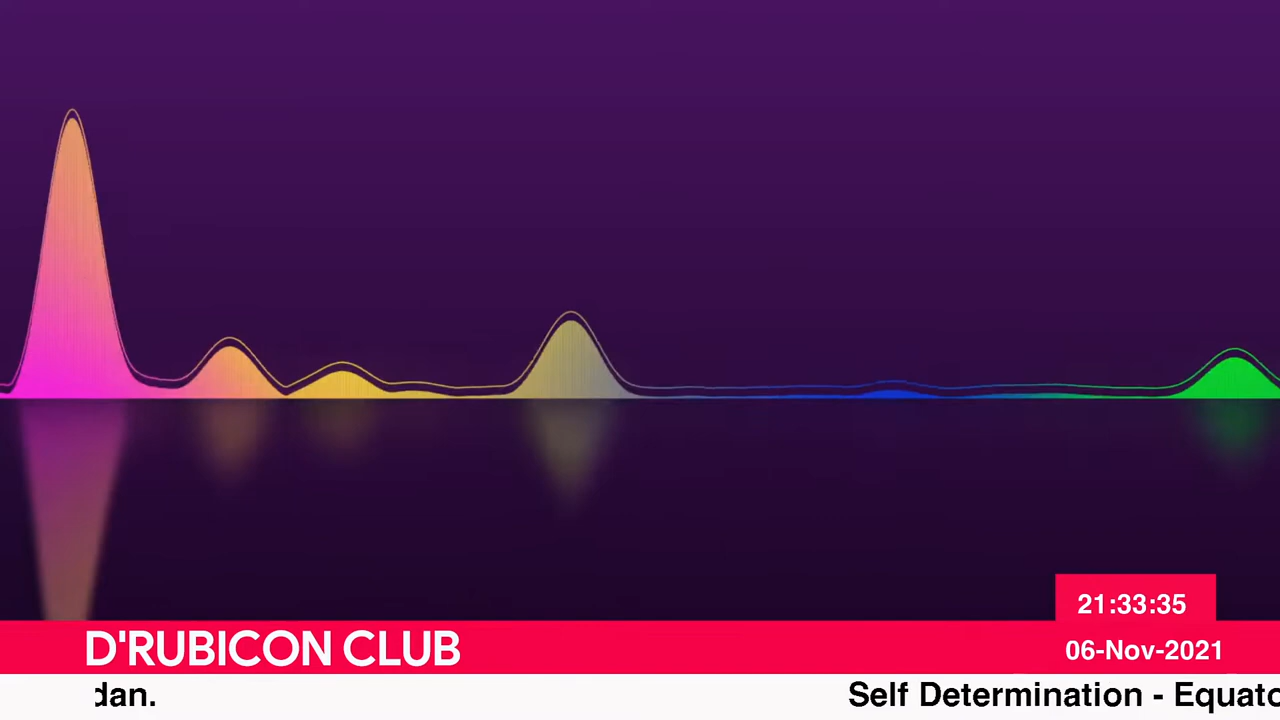 21:33:35
D'RUBICON CLUB
06-Nov-2021
dan. Self Determination - Equato